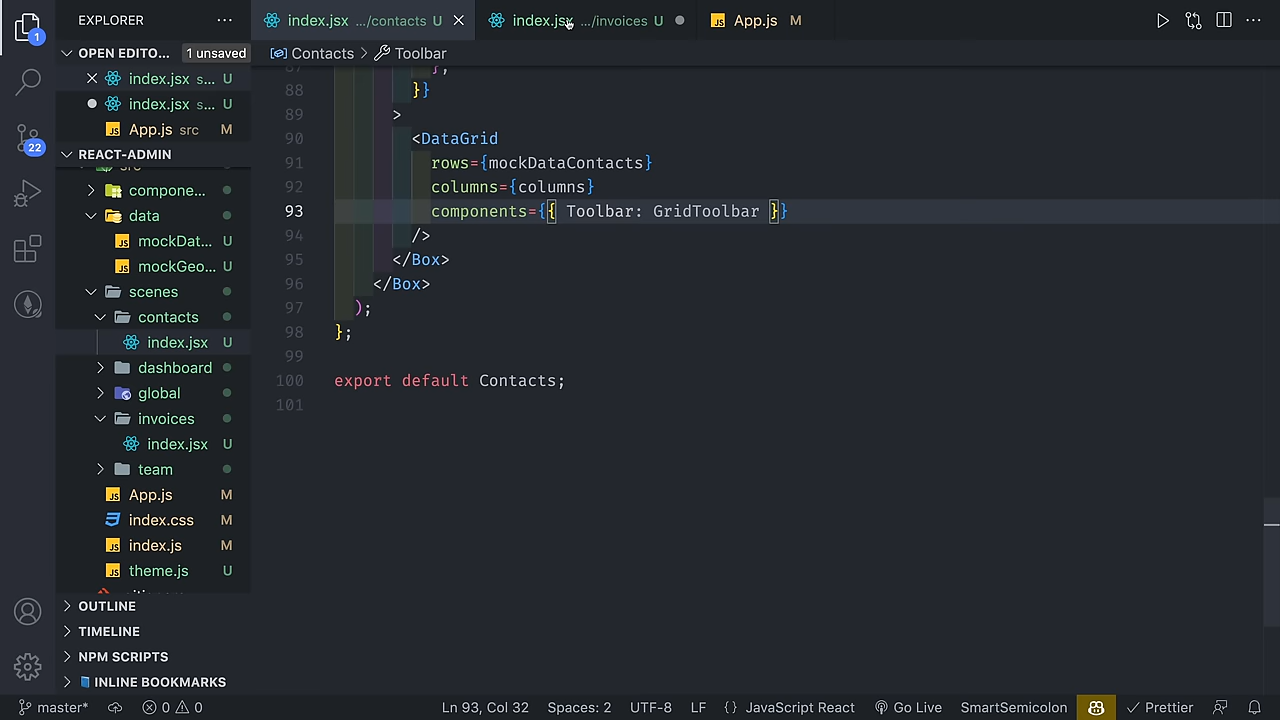 EXPLORER ···
index.jsx .../contacts U
index.jsx .../invoices U
App.js M
OPEN EDITO... 1 unsaved
index.jsx s... U
index.jsx s... U
App.js src M
REACT-ADMIN
src
compone...
data
mockDat... U
mockGeo... U
scenes
contacts
index.jsx U
dashboard
global
invoices
index.jsx U
team
App.js M
index.css M
index.js M
theme.js U
OUTLINE
TIMELINE
NPM SCRIPTS
INLINE BOOKMARKS
1
22
Contacts > Toolbar
87 },
88 }}
89 >
90 <DataGrid
91 rows={mockDataContacts}
92 columns={columns}
93 components={{ Toolbar: GridToolbar }}
94 />
95 </Box>
96 </Box>
97 );
98 };
99
100 export default Contacts;
101
master* 0 0 Ln 93, Col 32 Spaces: 2 UTF-8 LF {} JavaScript React Go Live SmartSemicolon Prettier